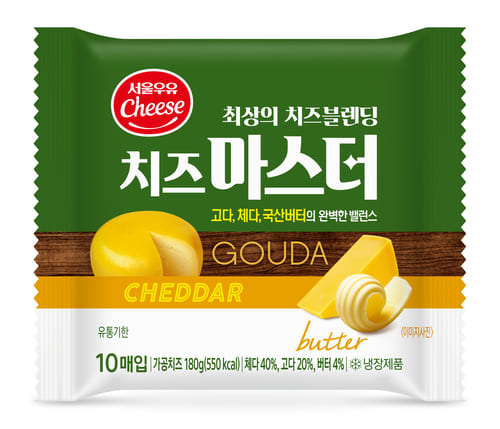 서울우유
Cheese
최상의 치즈블렌딩
치즈마스터
고다, 체다, 국산버터의 완벽한 밸런스
GOUDA
CHEDDAR
butter
유통기한
(이미지사진)
10매입 | 가공치즈 180g(550 kcal) | 체다 40%, 고다 20%, 버터 4% | 냉장제품